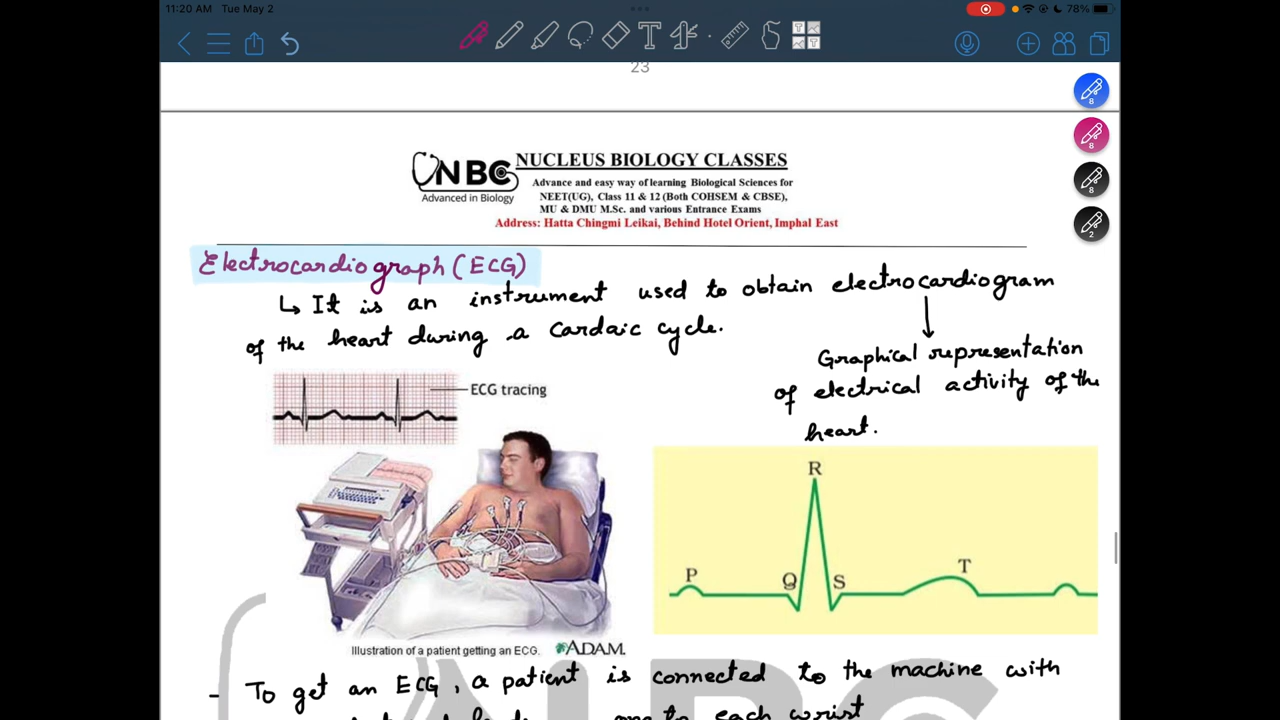 11:20 AM Tue May 2
78%
23
NBC
Advanced in Biology
NUCLEUS BIOLOGY CLASSES
Advance and easy way of learning Biological Sciences for
NEET(UG), Class 11 & 12 (Both COHSEM & CBSE),
MU & DMU M.Sc. and various Entrance Exams
Address: Hatta Chingmi Leikai, Behind Hotel Orient, Imphal East
8
8
8
2
Electrocardiograph (ECG)
↳ It is an instrument used to obtain electrocardiogram
of the heart during a cardaic cycle.
Graphical representation
of electrical activity of the
heart.
ECG tracing
R
P
Q
S
T
Illustration of a patient getting an ECG.
ADAM.
- To get an ECG, a patient is connected to the machine with
one to each wrist
NBC